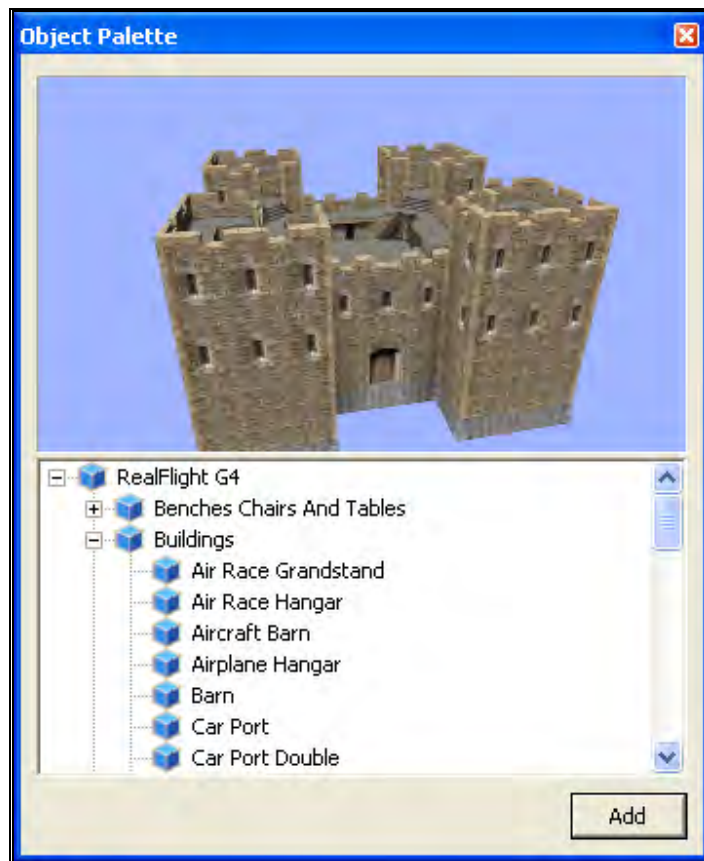 Object Palette
RealFlight G4
Benches Chairs And Tables
Buildings
Air Race Grandstand
Air Race Hangar
Aircraft Barn
Airplane Hangar
Barn
Car Port
Car Port Double
Add